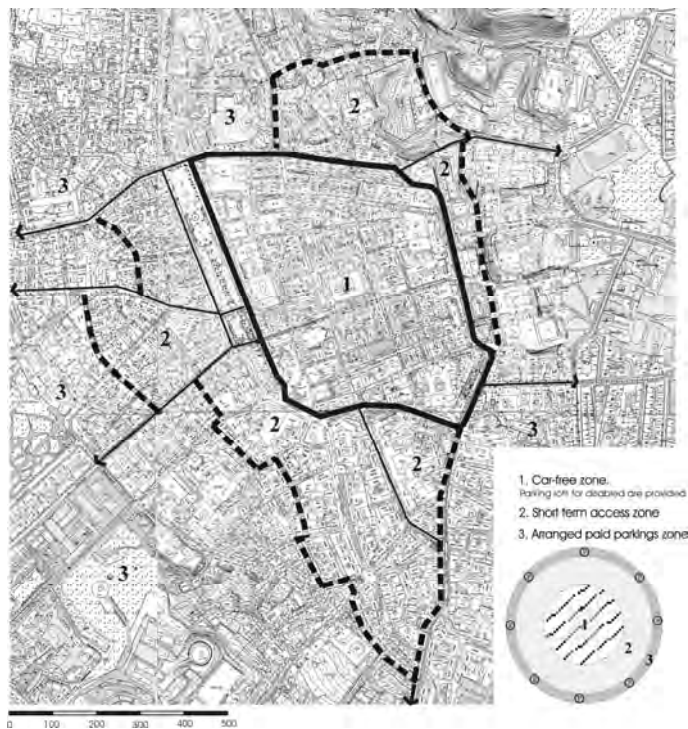 3
2
2
3
1
2
3
2
2
3
3
1. Car-free zone.
Parking lots for disabled are provided
2. Short term access zone
3. Arranged paid parkings zone
1
2
3
0 100 200 300 400 500